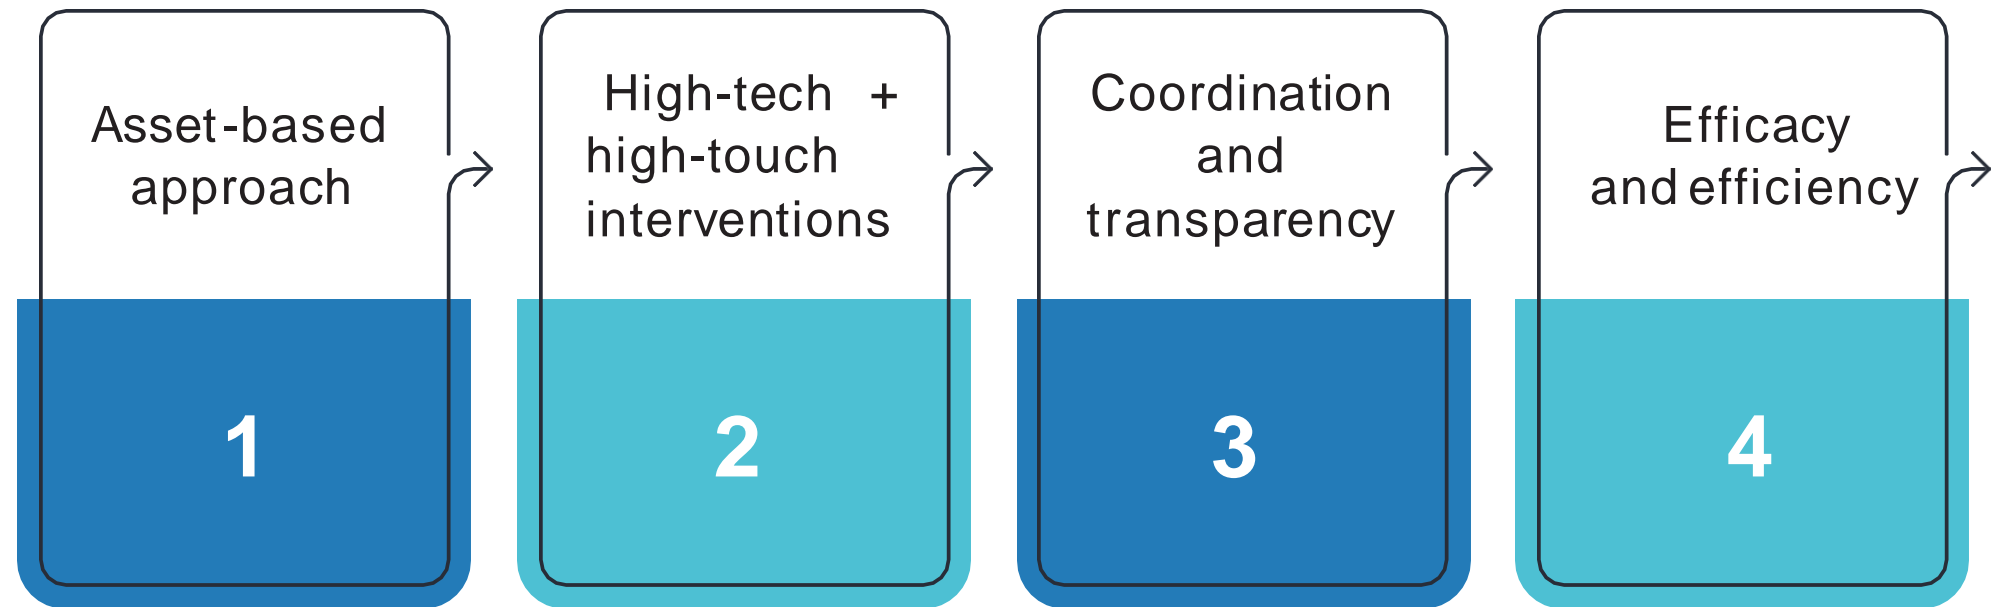 Asset-based
approach
1
High-tech +
high-touch
interventions
2
Coordination
and
transparency
3
Efficacy
and efficiency
4